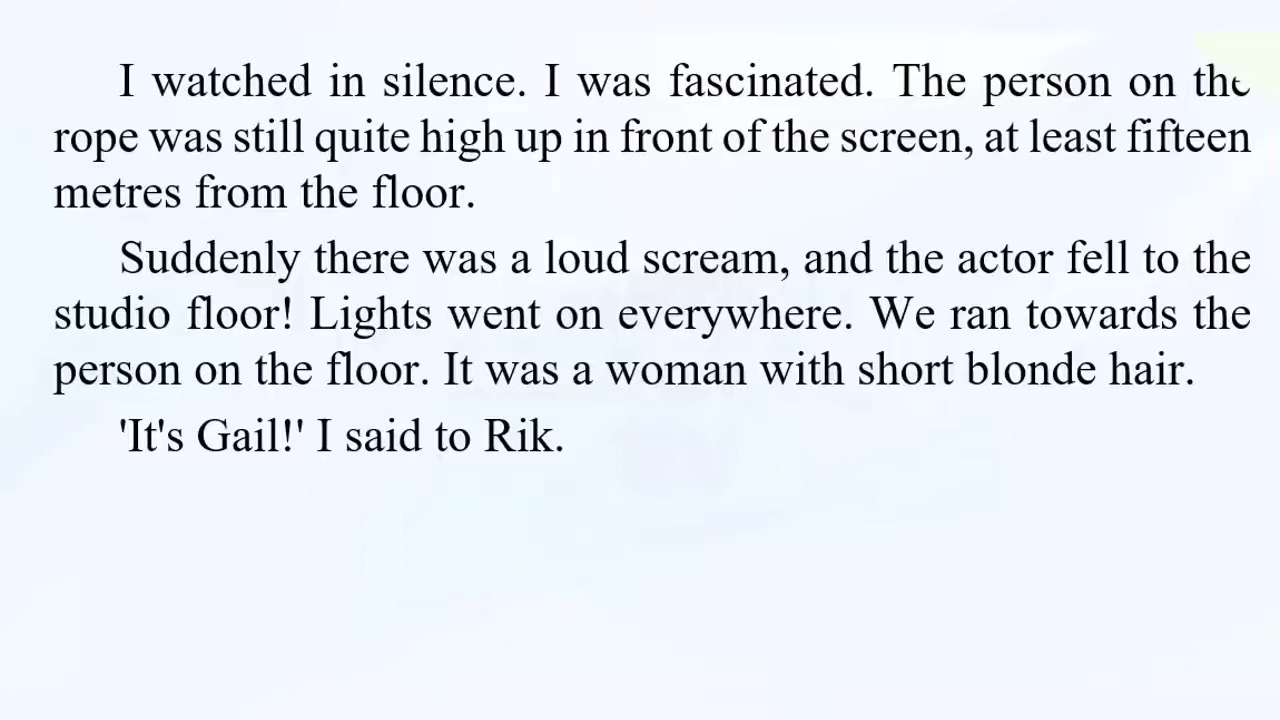 I watched in silence. I was fascinated. The person on the
rope was still quite high up in front of the screen, at least fifteen
metres from the floor.
Suddenly there was a loud scream, and the actor fell to the
studio floor! Lights went on everywhere. We ran towards the
person on the floor. It was a woman with short blonde hair.
'It's Gail!' I said to Rik.